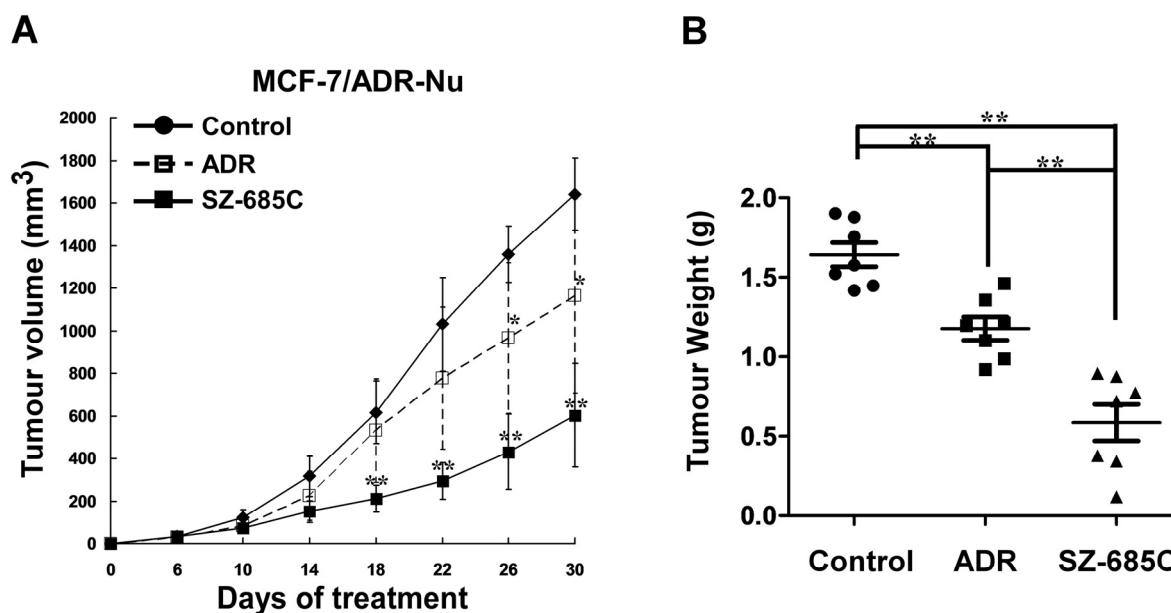 A
MCF-7/ADR-Nu
Control
ADR
SZ-685C
Tumour volume (mm3)
2000
1800
1600
1400
1200
1000
800
600
400
200
0
*
*
**
**
**
**
0 6 10 14 18 22 26 30
Days of treatment
B
**
**
**
Tumour Weight (g)
2.0
1.5
1.0
0.5
0.0
Control ADR SZ-685C